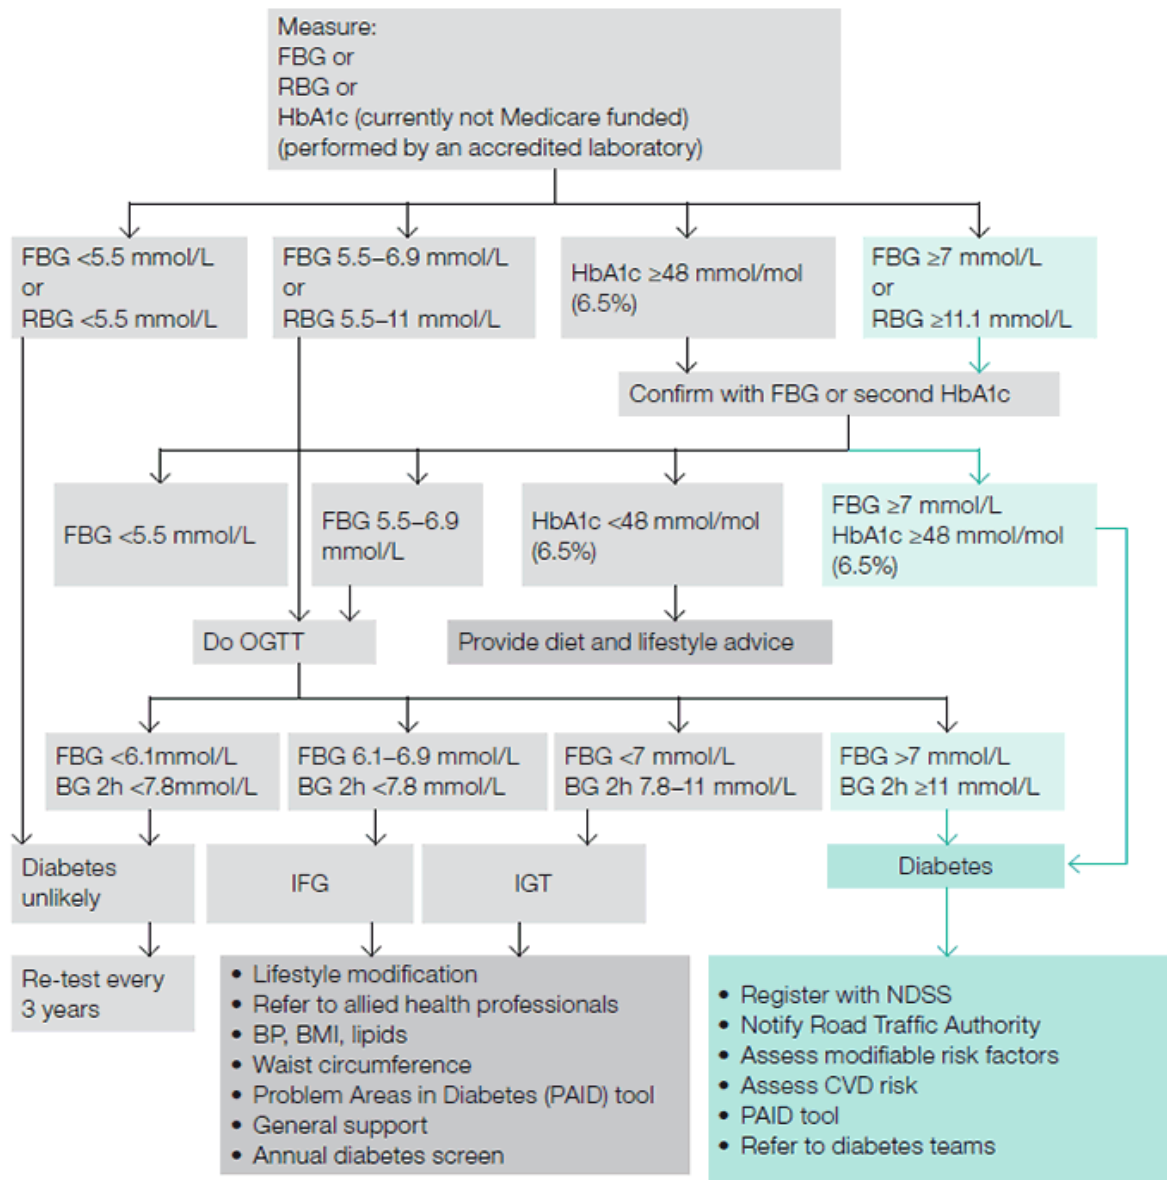 Measure:
FBG or
RBG or
HbA1c (currently not Medicare funded)
(performed by an accredited laboratory)
FBG <5.5 mmol/L
or
RBG <5.5 mmol/L
FBG 5.5–6.9 mmol/L
or
RBG 5.5–11 mmol/L
HbA1c ≥48 mmol/mol
(6.5%)
FBG ≥7 mmol/L
or
RBG ≥11.1 mmol/L
Confirm with FBG or second HbA1c
FBG <5.5 mmol/L
FBG 5.5–6.9
mmol/L
HbA1c <48 mmol/mol
(6.5%)
FBG ≥7 mmol/L
HbA1c ≥48 mmol/mol
(6.5%)
Do OGTT
Provide diet and lifestyle advice
FBG <6.1mmol/L
BG 2h <7.8mmol/L
FBG 6.1–6.9 mmol/L
BG 2h <7.8 mmol/L
FBG <7 mmol/L
BG 2h 7.8–11 mmol/L
FBG >7 mmol/L
BG 2h ≥11 mmol/L
Diabetes
unlikely
IFG
IGT
Diabetes
Re-test every
3 years
• Lifestyle modification
• Refer to allied health professionals
• BP, BMI, lipids
• Waist circumference
• Problem Areas in Diabetes (PAID) tool
• General support
• Annual diabetes screen
• Register with NDSS
• Notify Road Traffic Authority
• Assess modifiable risk factors
• Assess CVD risk
• PAID tool
• Refer to diabetes teams